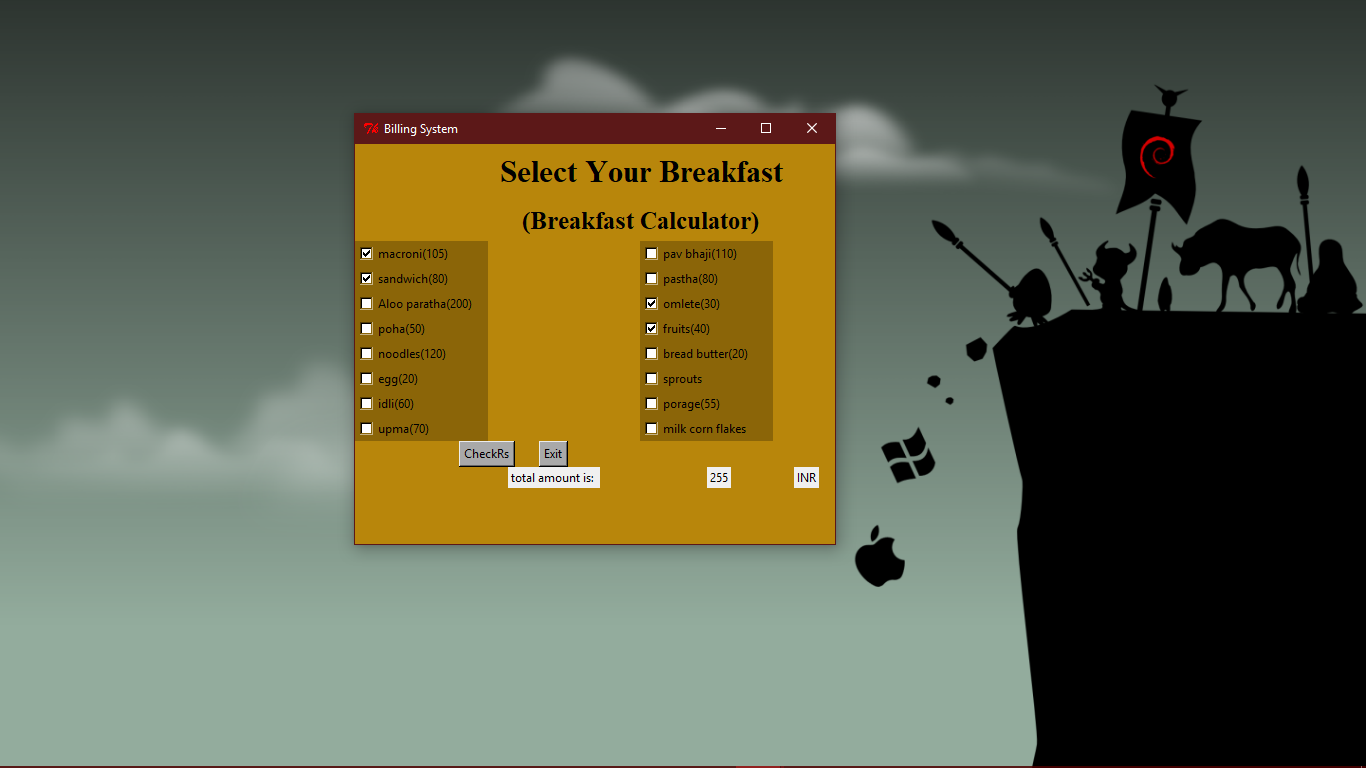 Billing System
Select Your Breakfast
(Breakfast Calculator)
macroni(105)
sandwich(80)
Aloo paratha(200)
poha(50)
noodles(120)
egg(20)
idli(60)
upma(70)
pav bhaji(110)
pastha(80)
omlete(30)
fruits(40)
bread butter(20)
sprouts
porage(55)
milk corn flakes
CheckRs Exit
total amount is: 255 INR